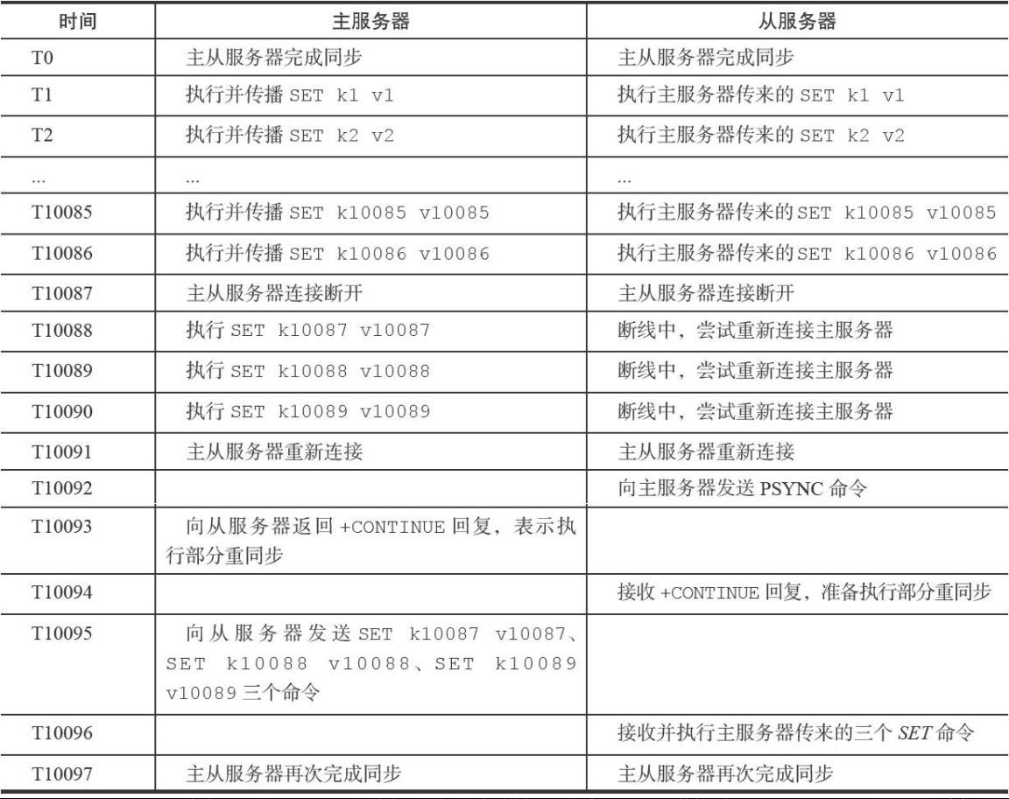 时间 主服务器 从服务器
T0 主从服务器完成同步 主从服务器完成同步
T1 执行并传播 SET k1 v1 执行主服务器传来的 SET k1 v1
T2 执行并传播 SET k2 v2 执行主服务器传来的 SET k2 v2
... ... ...
T10085 执行并传播 SET k10085 v10085 执行主服务器传来的SET k10085 v10085
T10086 执行并传播 SET k10086 v10086 执行主服务器传来的SET k10086 v10086
T10087 主从服务器连接断开 主从服务器连接断开
T10088 执行 SET k10087 v10087 断线中，尝试重新连接主服务器
T10089 执行 SET k10088 v10088 断线中，尝试重新连接主服务器
T10090 执行 SET k10089 v10089 断线中，尝试重新连接主服务器
T10091 主从服务器重新连接 主从服务器重新连接
T10092 向主服务器发送 PSYNC 命令
T10093 向从服务器返回 +CONTINUE 回复，表示执
行部分重同步
T10094 接收 +CONTINUE 回复，准备执行部分重同步
T10095 向从服务器发送 SET k10087 v10087、
SET k10088 v10088、SET k10089
v10089 三个命令
T10096 接收并执行主服务器传来的三个 SET 命令
T10097 主从服务器再次完成同步 主从服务器再次完成同步